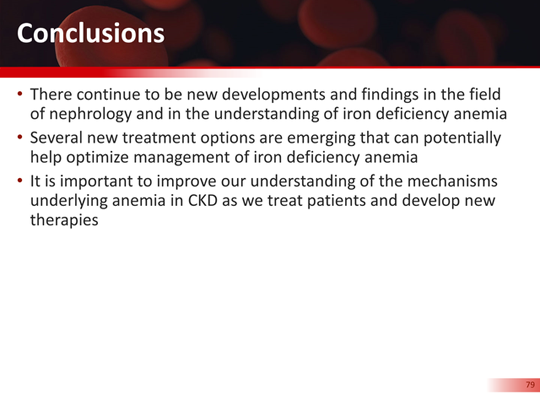 Conclusions
• There continue to be new developments and findings in the field
of nephrology and in the understanding of iron deficiency anemia
• Several new treatment options are emerging that can potentially
help optimize management of iron deficiency anemia
• It is important to improve our understanding of the mechanisms
underlying anemia in CKD as we treat patients and develop new
therapies
79